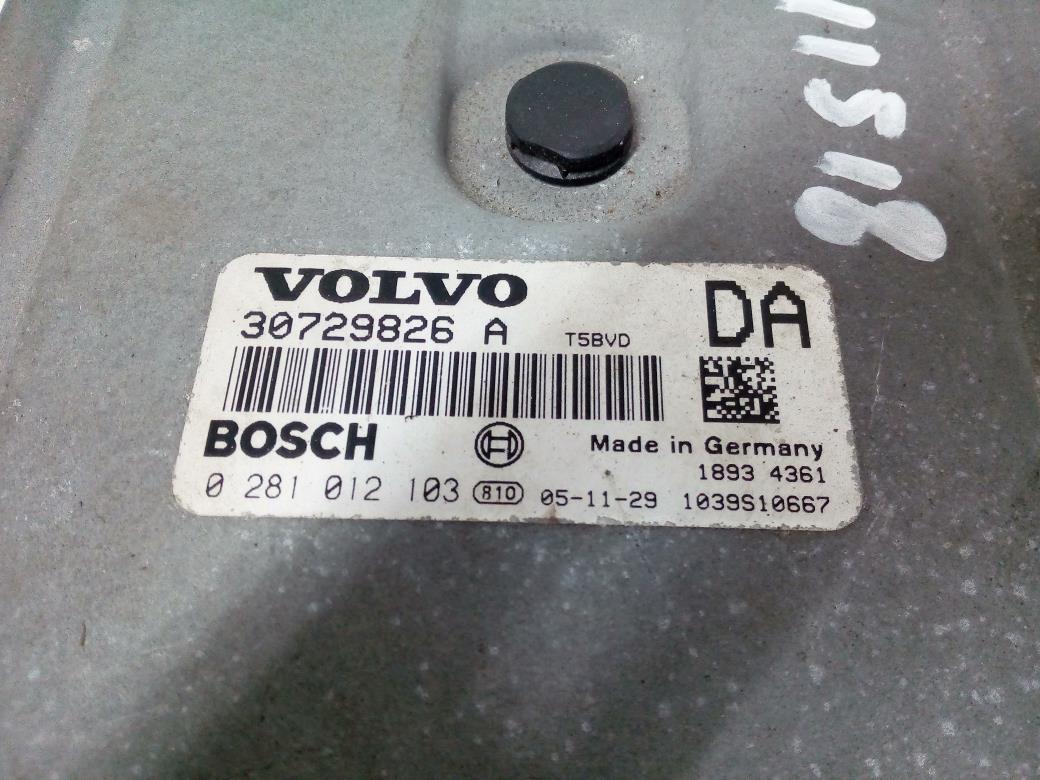 VOLVO
30729826 A T5BVD DA
BOSCH Made in Germany
1893 4361
0 281 012 103 810 05-11-29 1039S10667